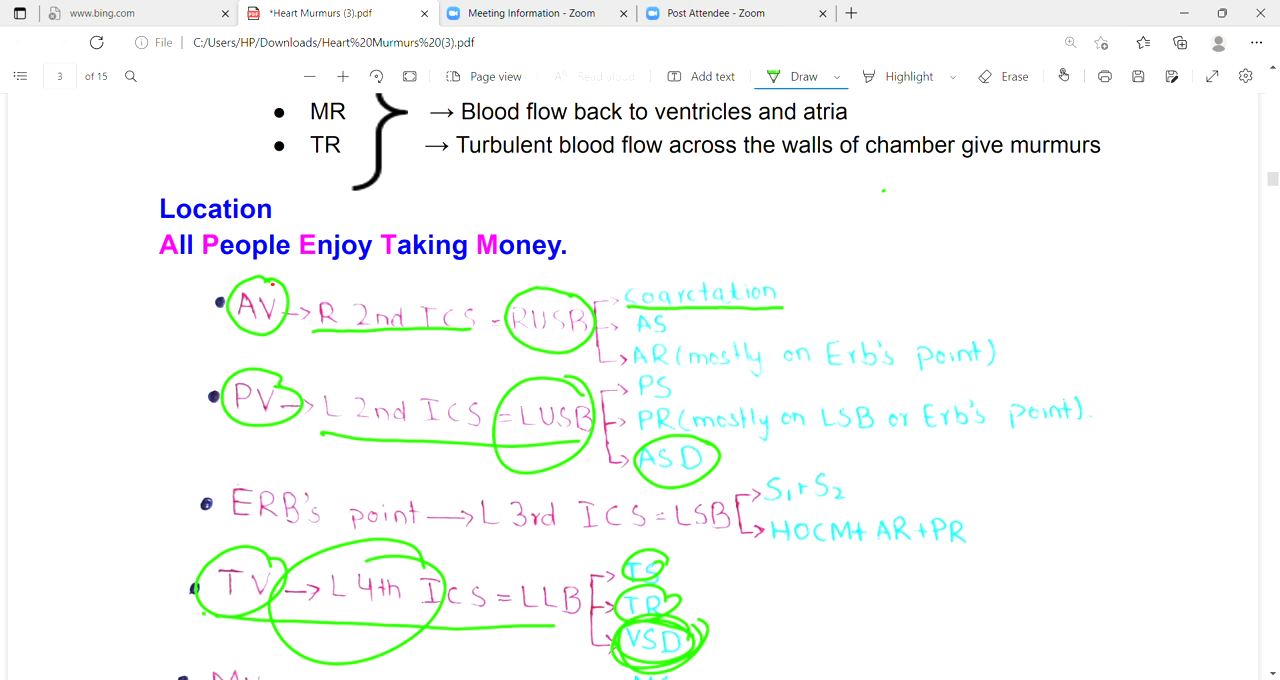 www.bing.com
*Heart Murmurs (3).pdf
Meeting Information - Zoom
Post Attendee - Zoom
File | C:/Users/HP/Downloads/Heart%20Murmurs%20(3).pdf
3 of 15 Page view Read aloud Add text Draw Highlight Erase
• MR → Blood flow back to ventricles and atria
• TR → Turbulent blood flow across the walls of chamber give murmurs
Location
All People Enjoy Taking Money.
• AV → R 2nd ICS = RUSB
→ Coarctation
→ AS
→ AR (mostly on Erb's point)
• PV → L 2nd ICS = LUSB
→ PS
→ PR (mostly on LSB or Erb's point).
→ ASD
• ERB's point → L 3rd ICS = LSB
→ S1+S2
→ HOCM+ AR+PR
• TV → L 4th ICS = LLB
→ TS
→ TR
→ VSD